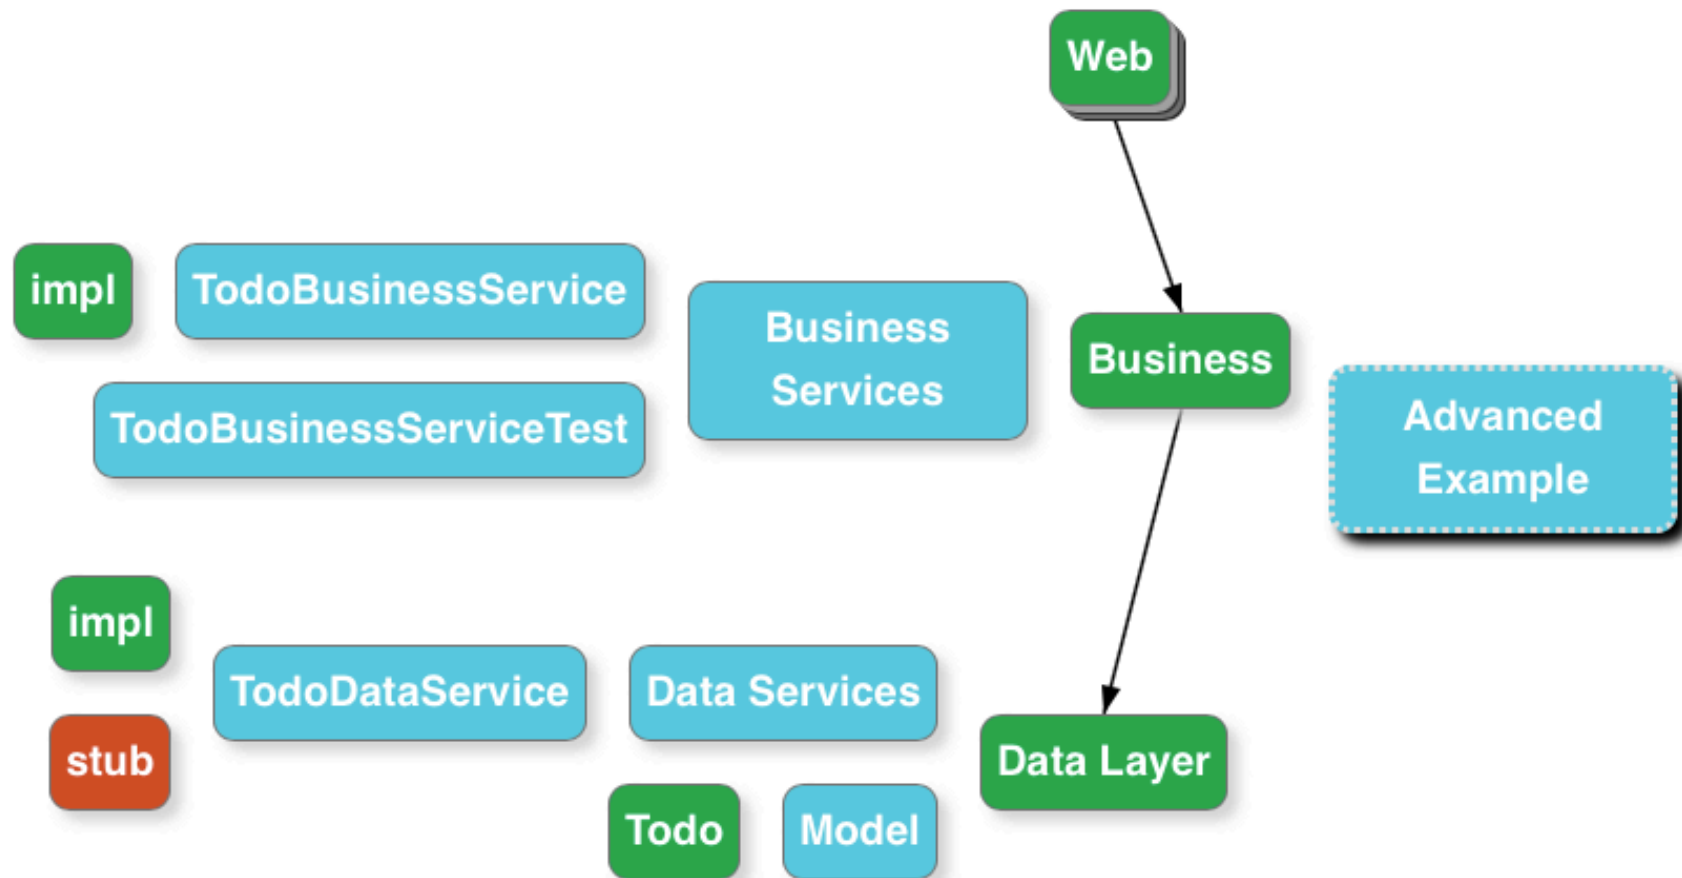 Web
impl
TodoBusinessService
Business
Services
Business
TodoBusinessServiceTest
Advanced
Example
impl
TodoDataService
Data Services
stub
Data Layer
Todo
Model